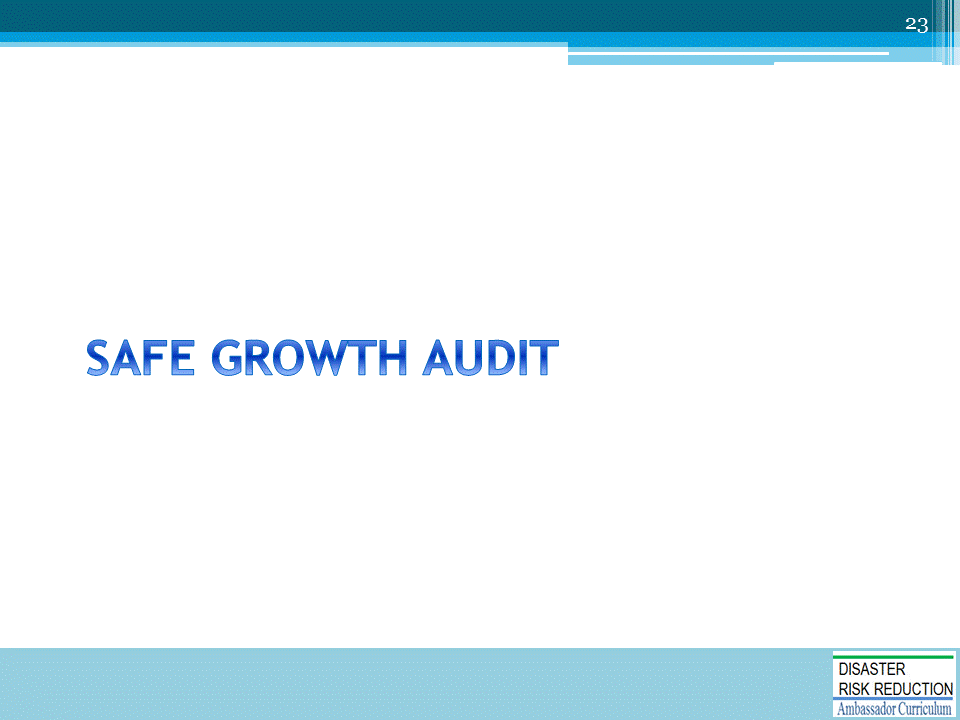 23
SAFE GROWTH AUDIT
DISASTER
RISK REDUCTION
Ambassador Curriculum